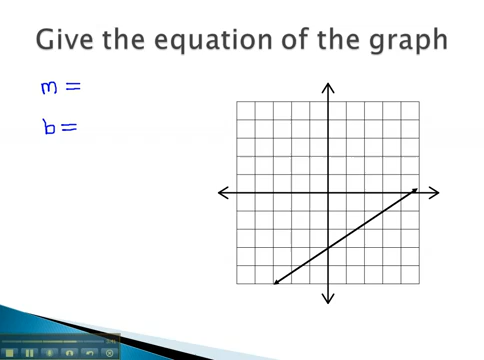 Give the equation of the graph
m =
b =